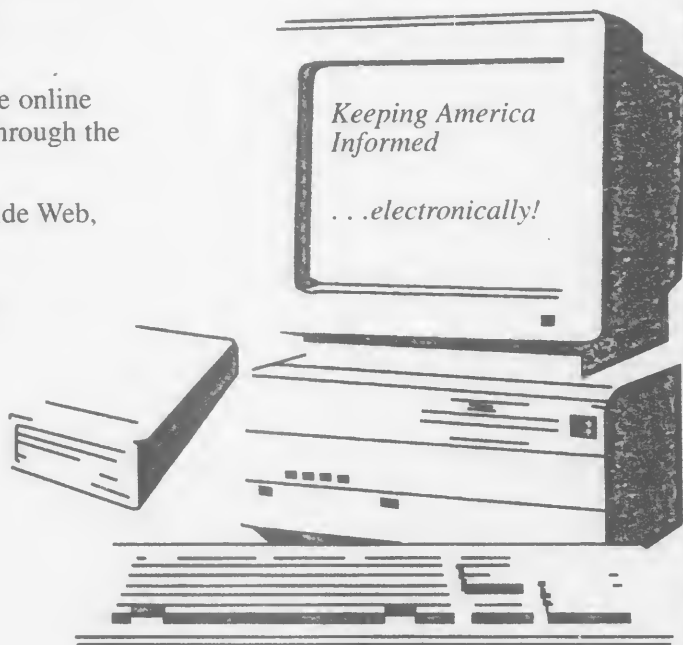 e online
hrough the
de Web,
Keeping America
Informed
. . .electronically!